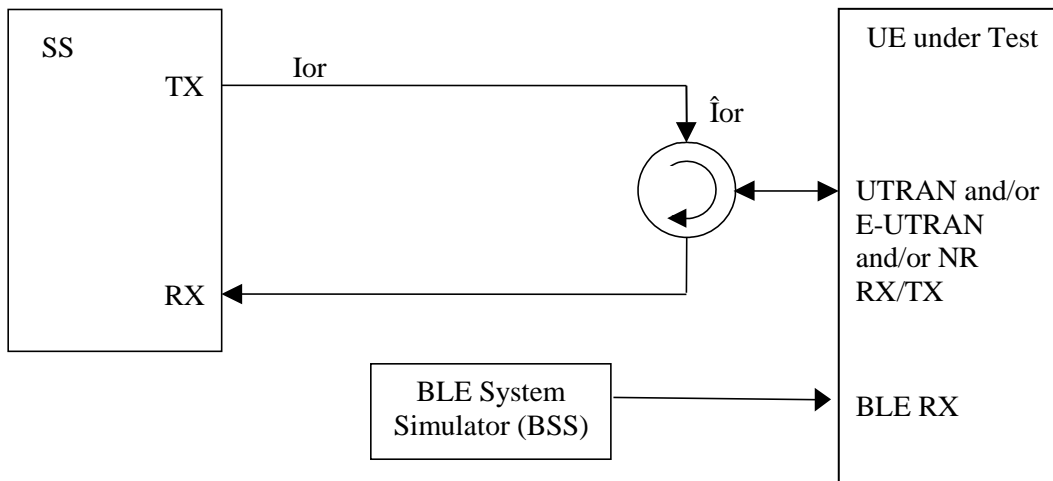 SS
TX
Ior
Îor
RX
UE under Test
UTRAN and/or
E-UTRAN
and/or NR
RX/TX
BLE System
Simulator (BSS)
BLE RX